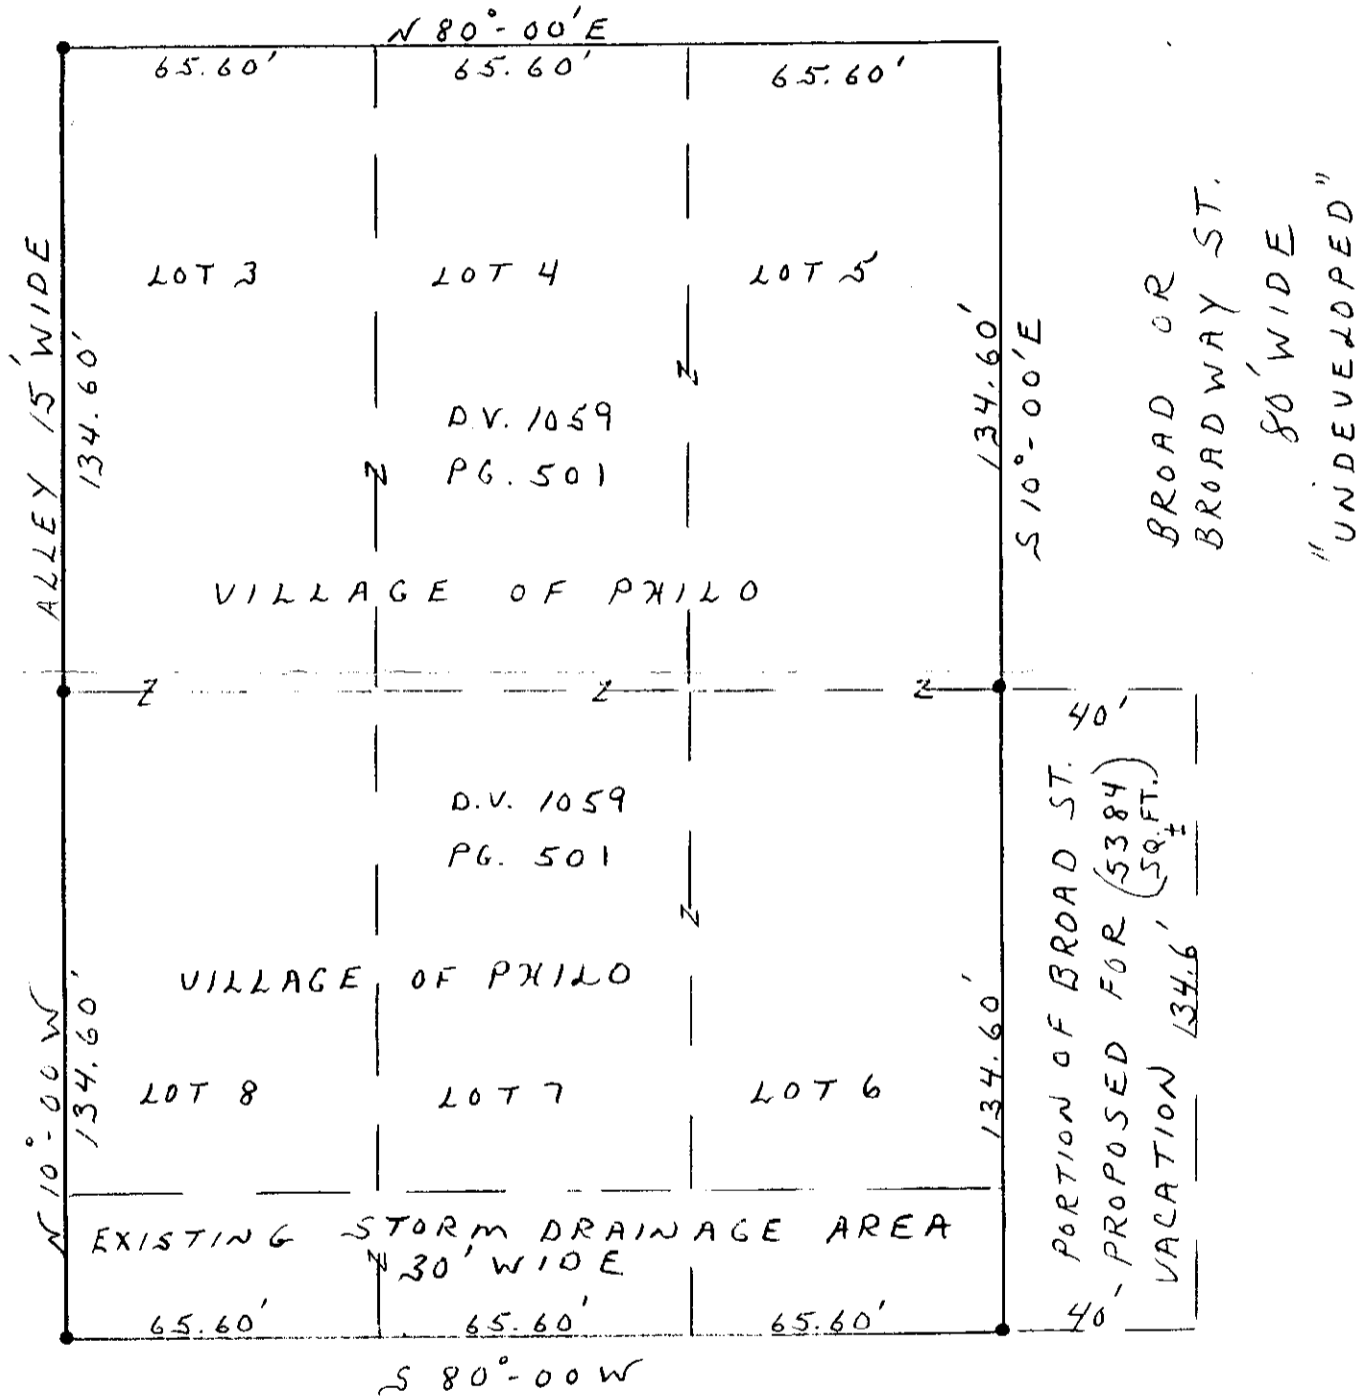 N 80°-00'E
65.60' 65.60' 65.60'
ALLEY 15' WIDE
134.60'
LOT 3 LOT 4 LOT 5
134.60'
S 10°-00'E
BROAD OR
BROADWAY ST.
80' WIDE
"UNDEVELOPED"
D.V. 1059
PG. 501
VILLAGE OF PHILO
D.V. 1059
PG. 501
VILLAGE OF PHILO
N 10°-00 W
134.60'
LOT 8 LOT 7 LOT 6
134.60'
40'
PORTION OF BROAD ST.
PROPOSED FOR (5384)
(SQ. FT.) ±
VACATION 134.6'
40'
EXISTING STORM DRAINAGE AREA
30' WIDE
65.60' 65.60' 65.60'
S 80°-00 W